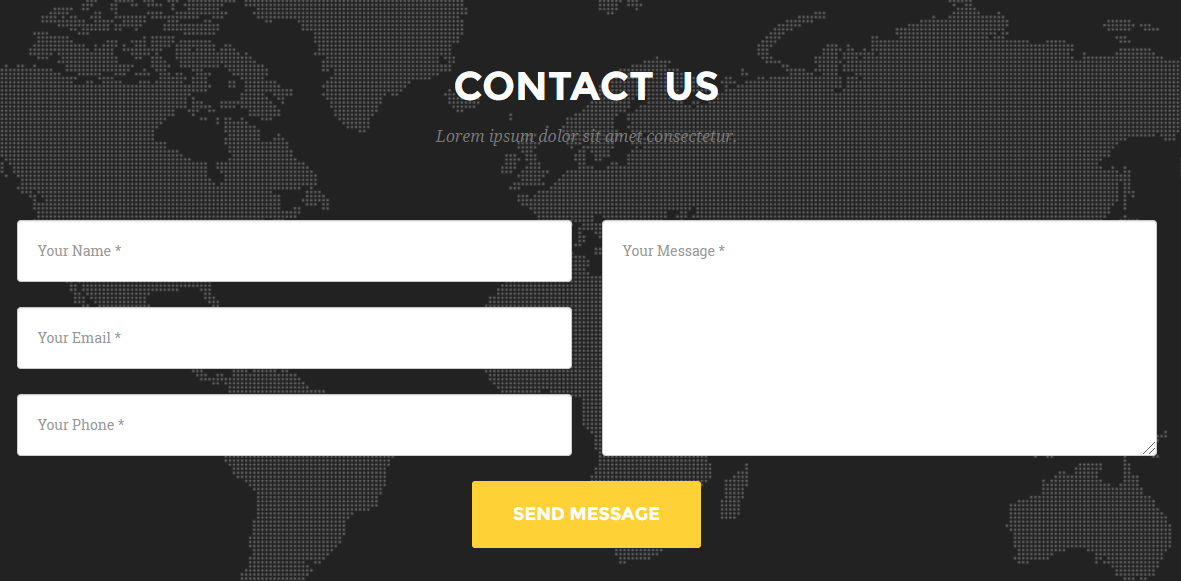 CONTACT US
Lorem ipsum dolor sit amet consectetur.
Your Name *
Your Email *
Your Phone *
Your Message *
SEND MESSAGE